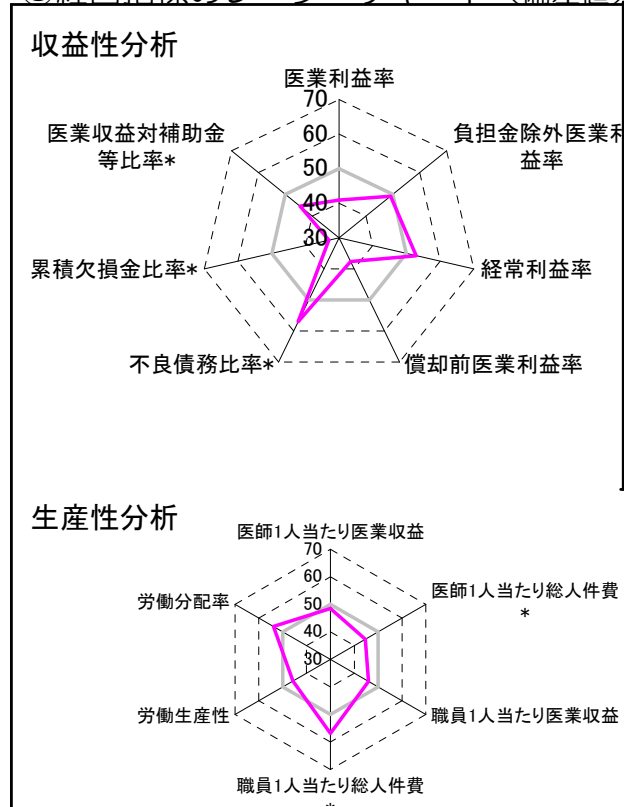 収益性分析
医業利益率
70
60
50
40
30
負担金除外医業利
益率
経常利益率
償却前医業利益率
不良債務比率*
累積欠損金比率*
医業収益対補助金
等比率*
生産性分析
医師1人当たり医業収益
70
60
50
40
30
医師1人当たり総人件費
*
職員1人当たり医業収益
職員1人当たり総人件費
*
労働生産性
労働分配率